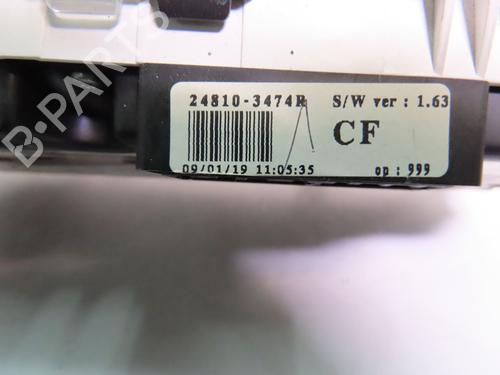 B-PARTS
24810-3474R S/W ver : 1.63
CF
09/01/19 11:05:35 op : 999